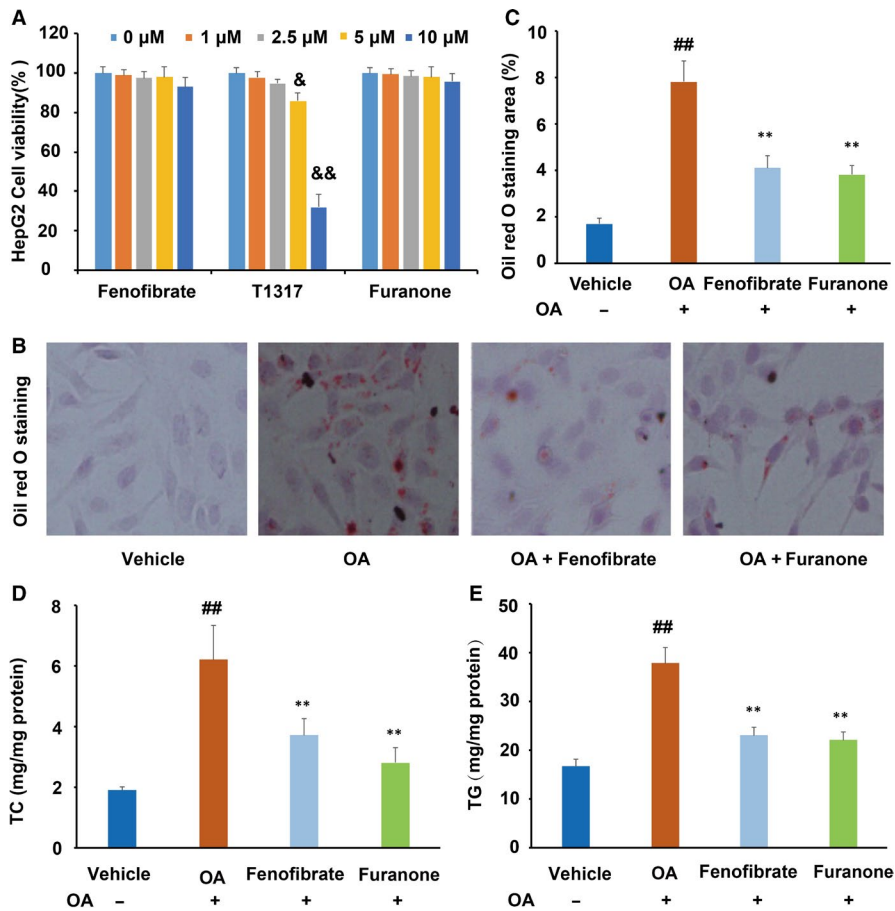 A
0 μM 1 μM 2.5 μM 5 μM 10 μM
HepG2 Cell viability(%)
120
100
80
60
40
20
0
&
&&
Fenofibrate T1317 Furanone
C
Oil red O staining area (%)
10
8
6
4
2
0
##
**
**
Vehicle OA Fenofibrate Furanone
OA – + + +
B
Oil red O staining
Vehicle OA OA + Fenofibrate OA + Furanone
D
TC (mg/mg protein)
8
6
4
2
0
##
**
**
Vehicle OA Fenofibrate Furanone
OA – + + +
E
TG (mg/mg protein)
50
40
30
20
10
0
##
**
**
Vehicle OA Fenofibrate Furanone
OA – + + +